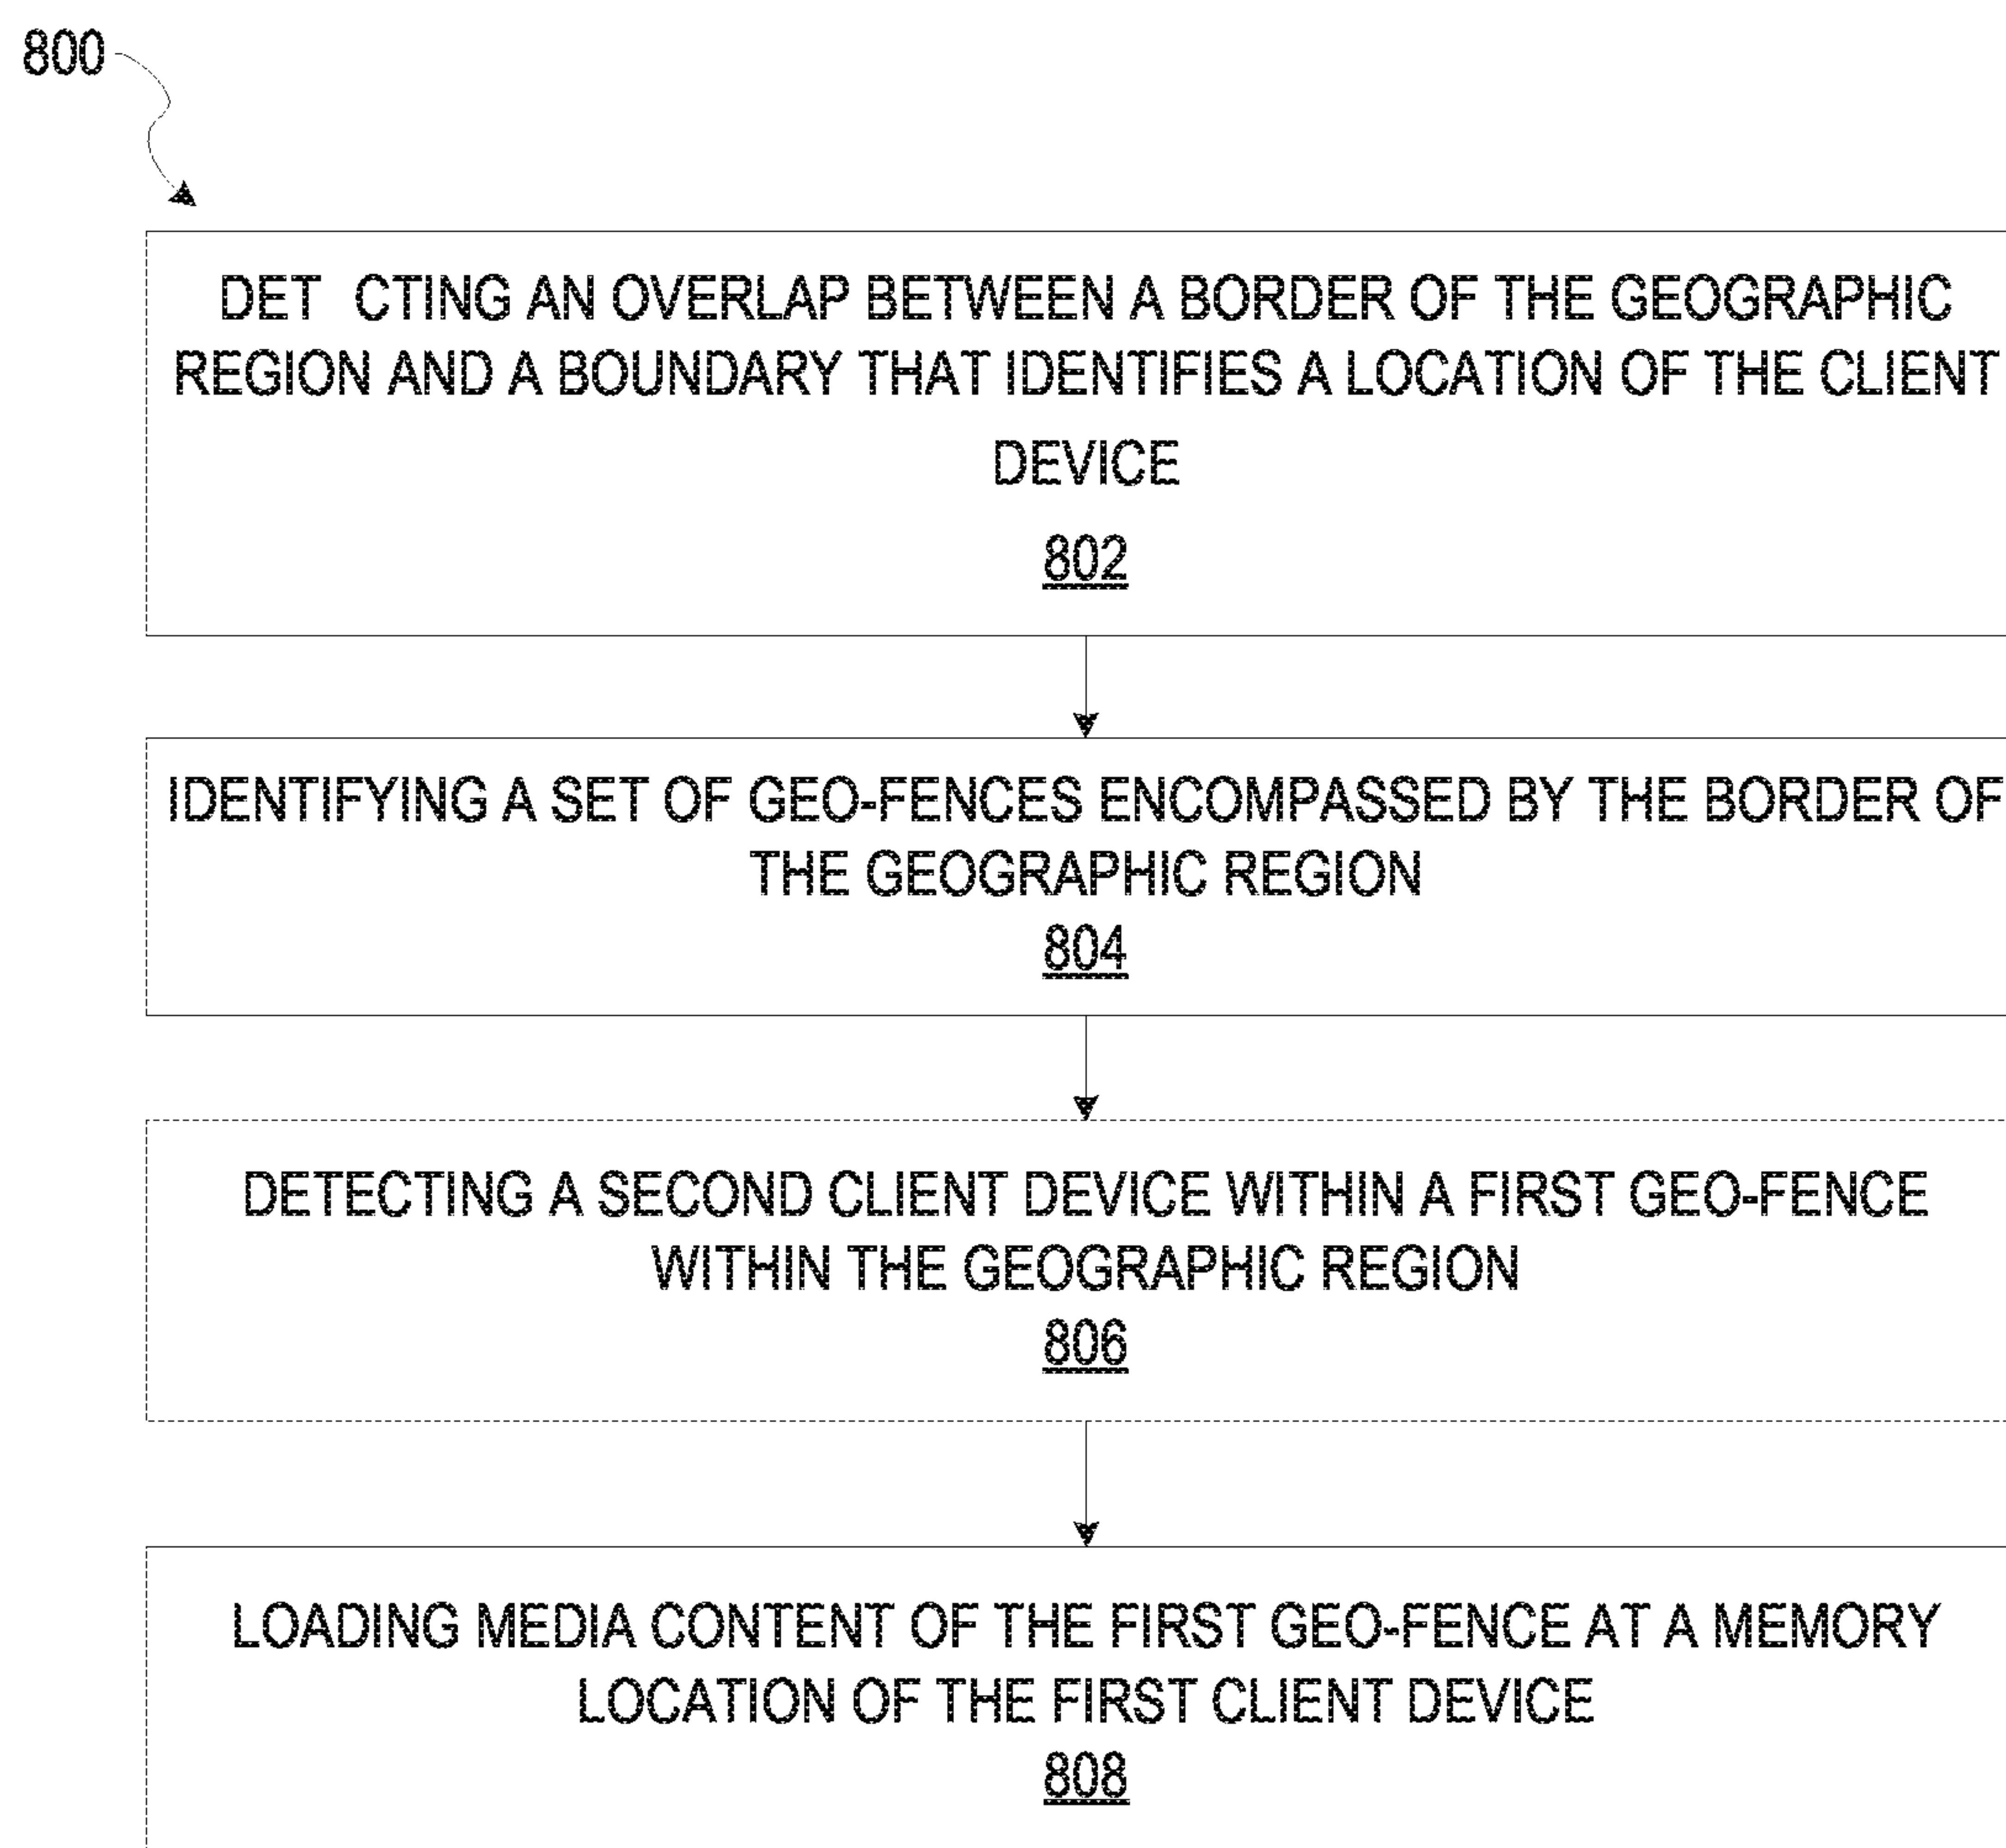 800
DET CTING AN OVERLAP BETWEEN A BORDER OF THE GEOGRAPHIC
REGION AND A BOUNDARY THAT IDENTIFIES A LOCATION OF THE CLIENT
DEVICE
802
IDENTIFYING A SET OF GEO-FENCES ENCOMPASSED BY THE BORDER OF
THE GEOGRAPHIC REGION
804
DETECTING A SECOND CLIENT DEVICE WITHIN A FIRST GEO-FENCE
WITHIN THE GEOGRAPHIC REGION
806
LOADING MEDIA CONTENT OF THE FIRST GEO-FENCE AT A MEMORY
LOCATION OF THE FIRST CLIENT DEVICE
808